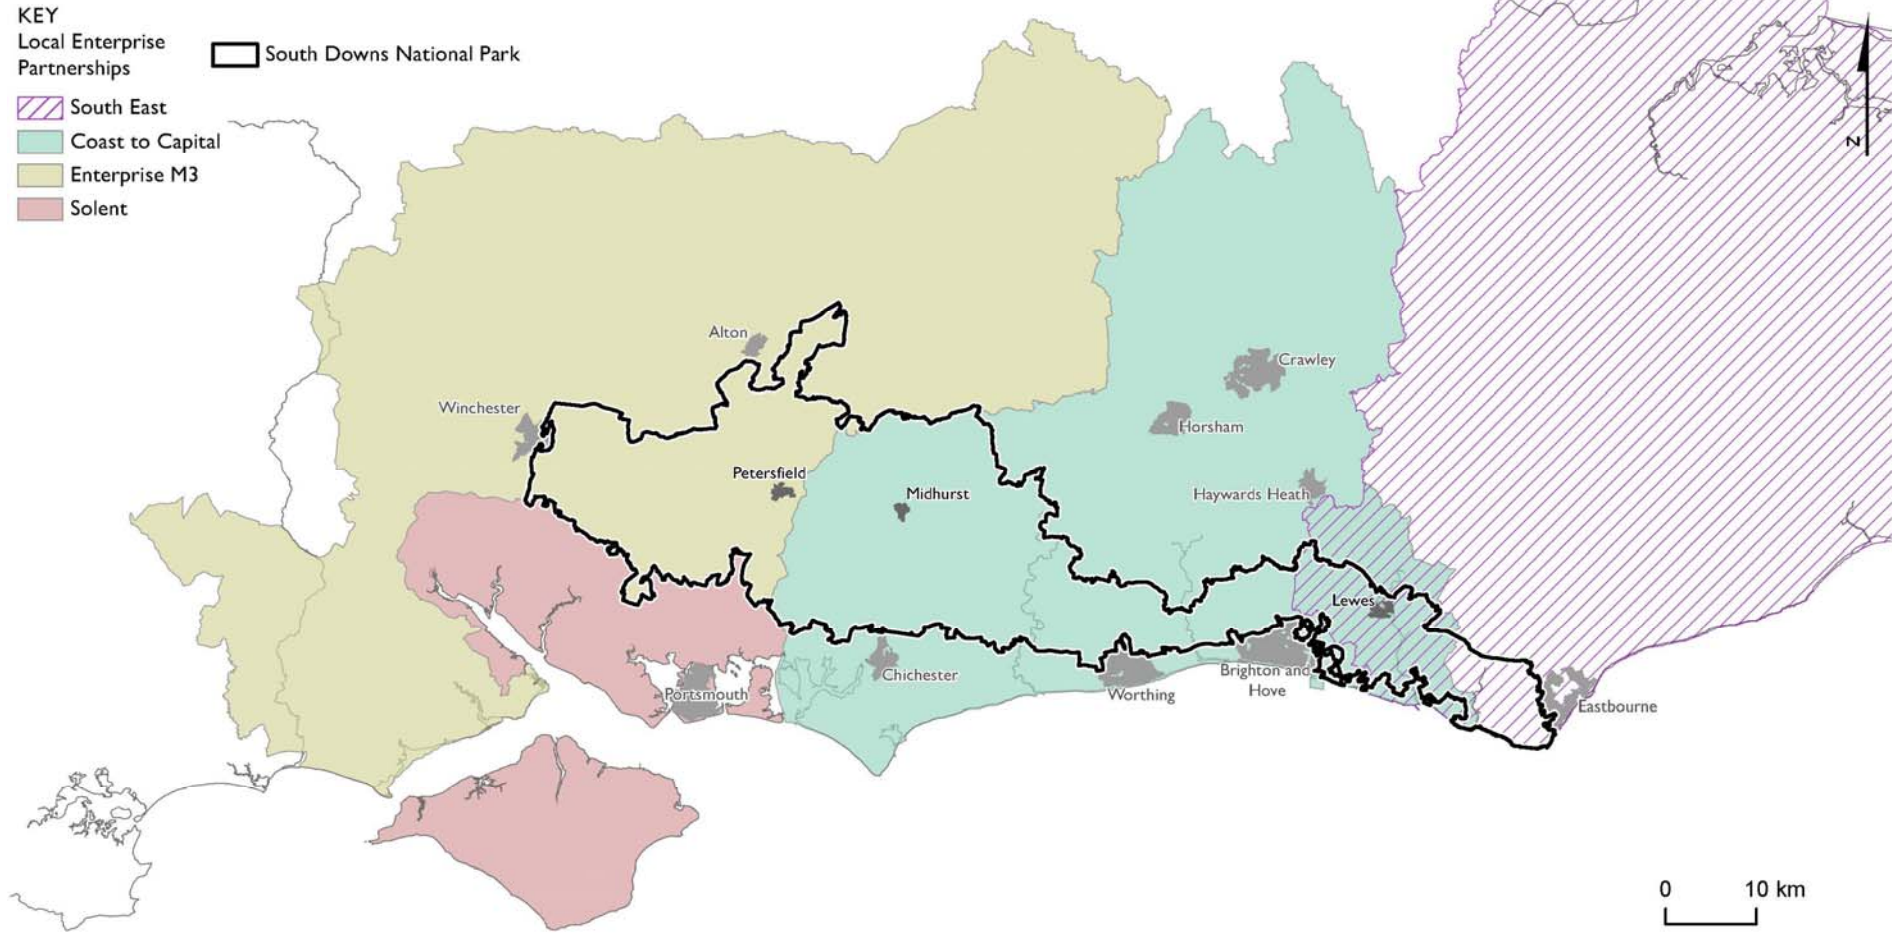 KEY
Local Enterprise
Partnerships
South Downs National Park
South East
Coast to Capital
Enterprise M3
Solent
N
Alton
Winchester
Crawley
Horsham
Petersfield
Midhurst
Haywards Heath
Lewes
Chichester
Portsmouth
Worthing
Brighton and
Hove
Eastbourne
0 10 km